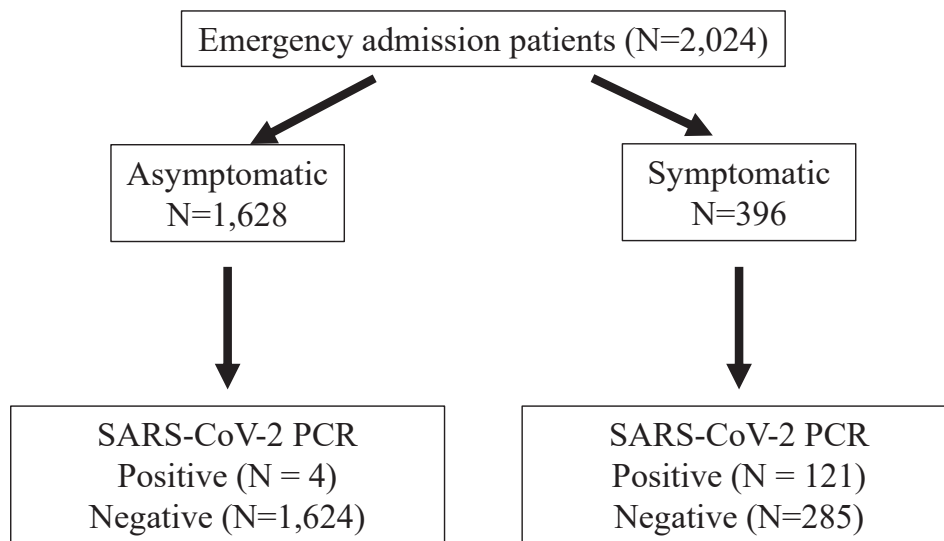 Emergency admission patients (N=2,024)
Asymptomatic
N=1,628
Symptomatic
N=396
SARS-CoV-2 PCR
Positive (N = 4)
Negative (N=1,624)
SARS-CoV-2 PCR
Positive (N = 121)
Negative (N=285)